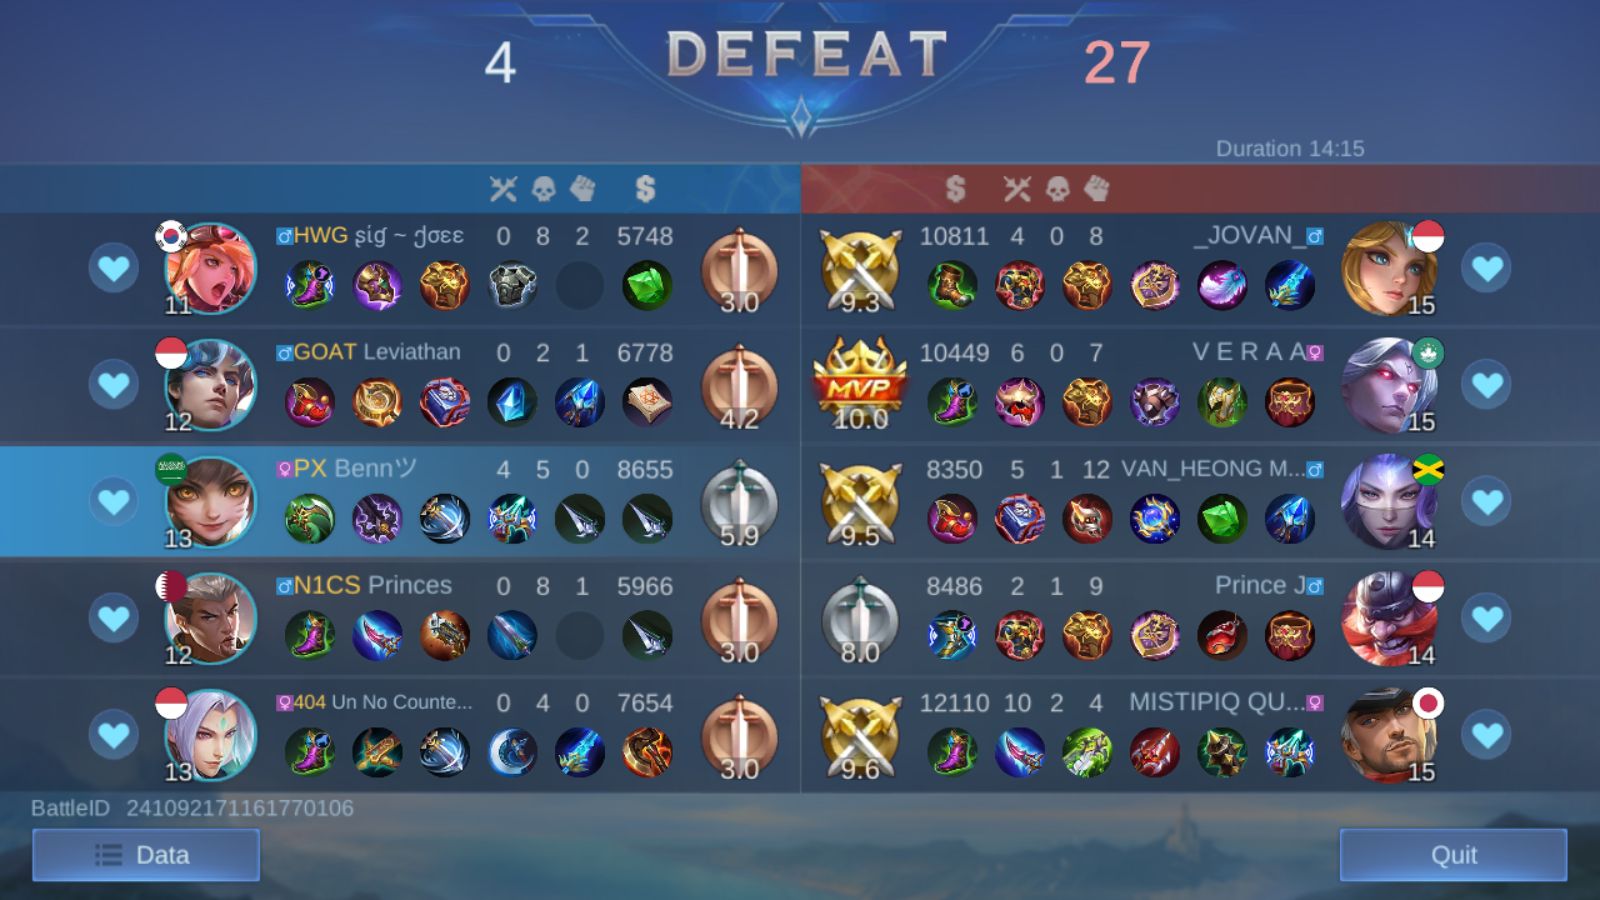 4 DEFEAT 27
Duration 14:15
HWG şiɠ ~ ൭σεε 0 8 2 5748
11 3.0
10811 4 0 8 _JOVAN_
9.3 15
GOAT Leviathan 0 2 1 6778
12 4.2
10449 6 0 7 V E R A A
MVP
10.0 15
PX Bennツ 4 5 0 8655
13 5.9
8350 5 1 12 VAN_HEONG M...
9.5 14
N1CS Princes 0 8 1 5966
12 3.0
8486 2 1 9 Prince J
8.0 14
404 Un No Counte... 0 4 0 7654
13 3.0
12110 10 2 4 MISTIPIQ QU...
9.6 15
BattleID 241092171161770106
Data
Quit